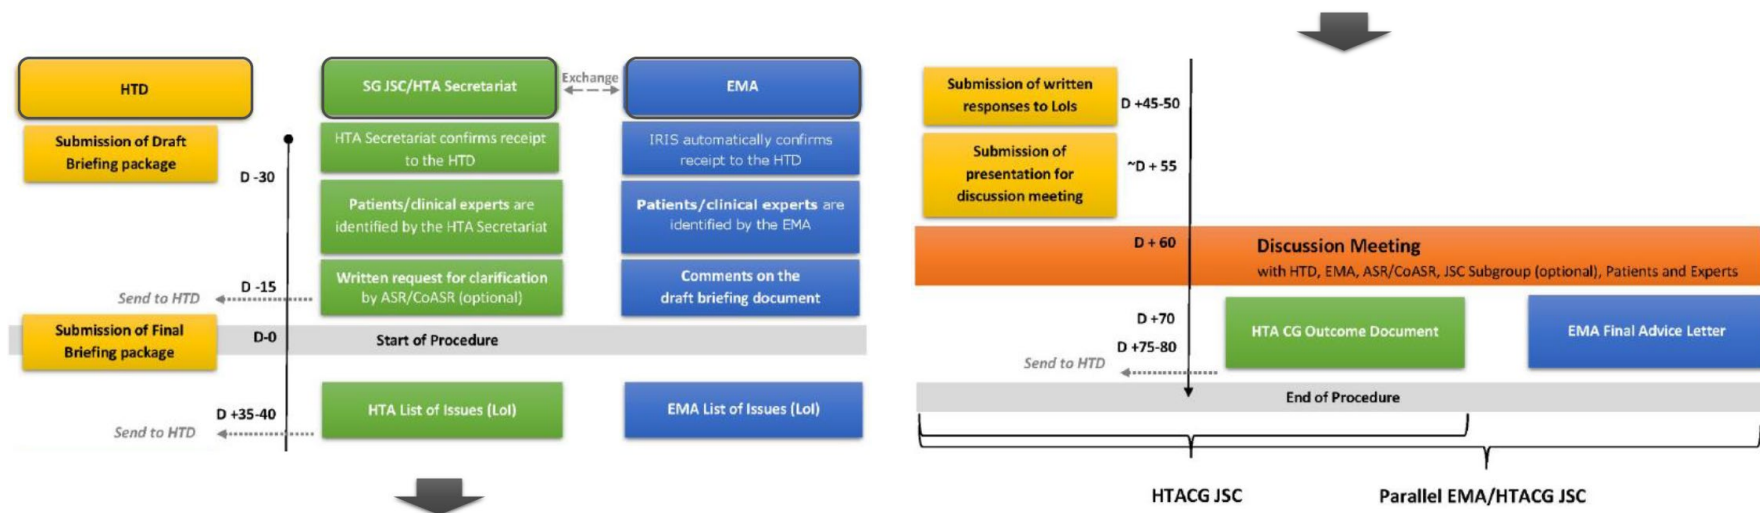 HTD
SG JSC/HTA Secretariat
Exchange
EMA
Submission of Draft
Briefing package
D -30
HTA Secretariat confirms receipt
to the HTD
IRIS automatically confirms
receipt to the HTD
Patients/clinical experts are
identified by the HTA Secretariat
Patients/clinical experts are
identified by the EMA
D -15
Send to HTD
Written request for clarification
by ASR/CoASR (optional)
Comments on the
draft briefing document
Submission of Final
Briefing package
D-0
Start of Procedure
D +35-40
Send to HTD
HTA List of Issues (LoI)
EMA List of Issues (LoI)
Submission of written
responses to LoIs
D +45-50
Submission of
presentation for
discussion meeting
~D + 55
D + 60
Discussion Meeting
with HTD, EMA, ASR/CoASR, JSC Subgroup (optional), Patients and Experts
D +70
D +75-80
Send to HTD
HTA CG Outcome Document
EMA Final Advice Letter
End of Procedure
HTACG JSC
Parallel EMA/HTACG JSC